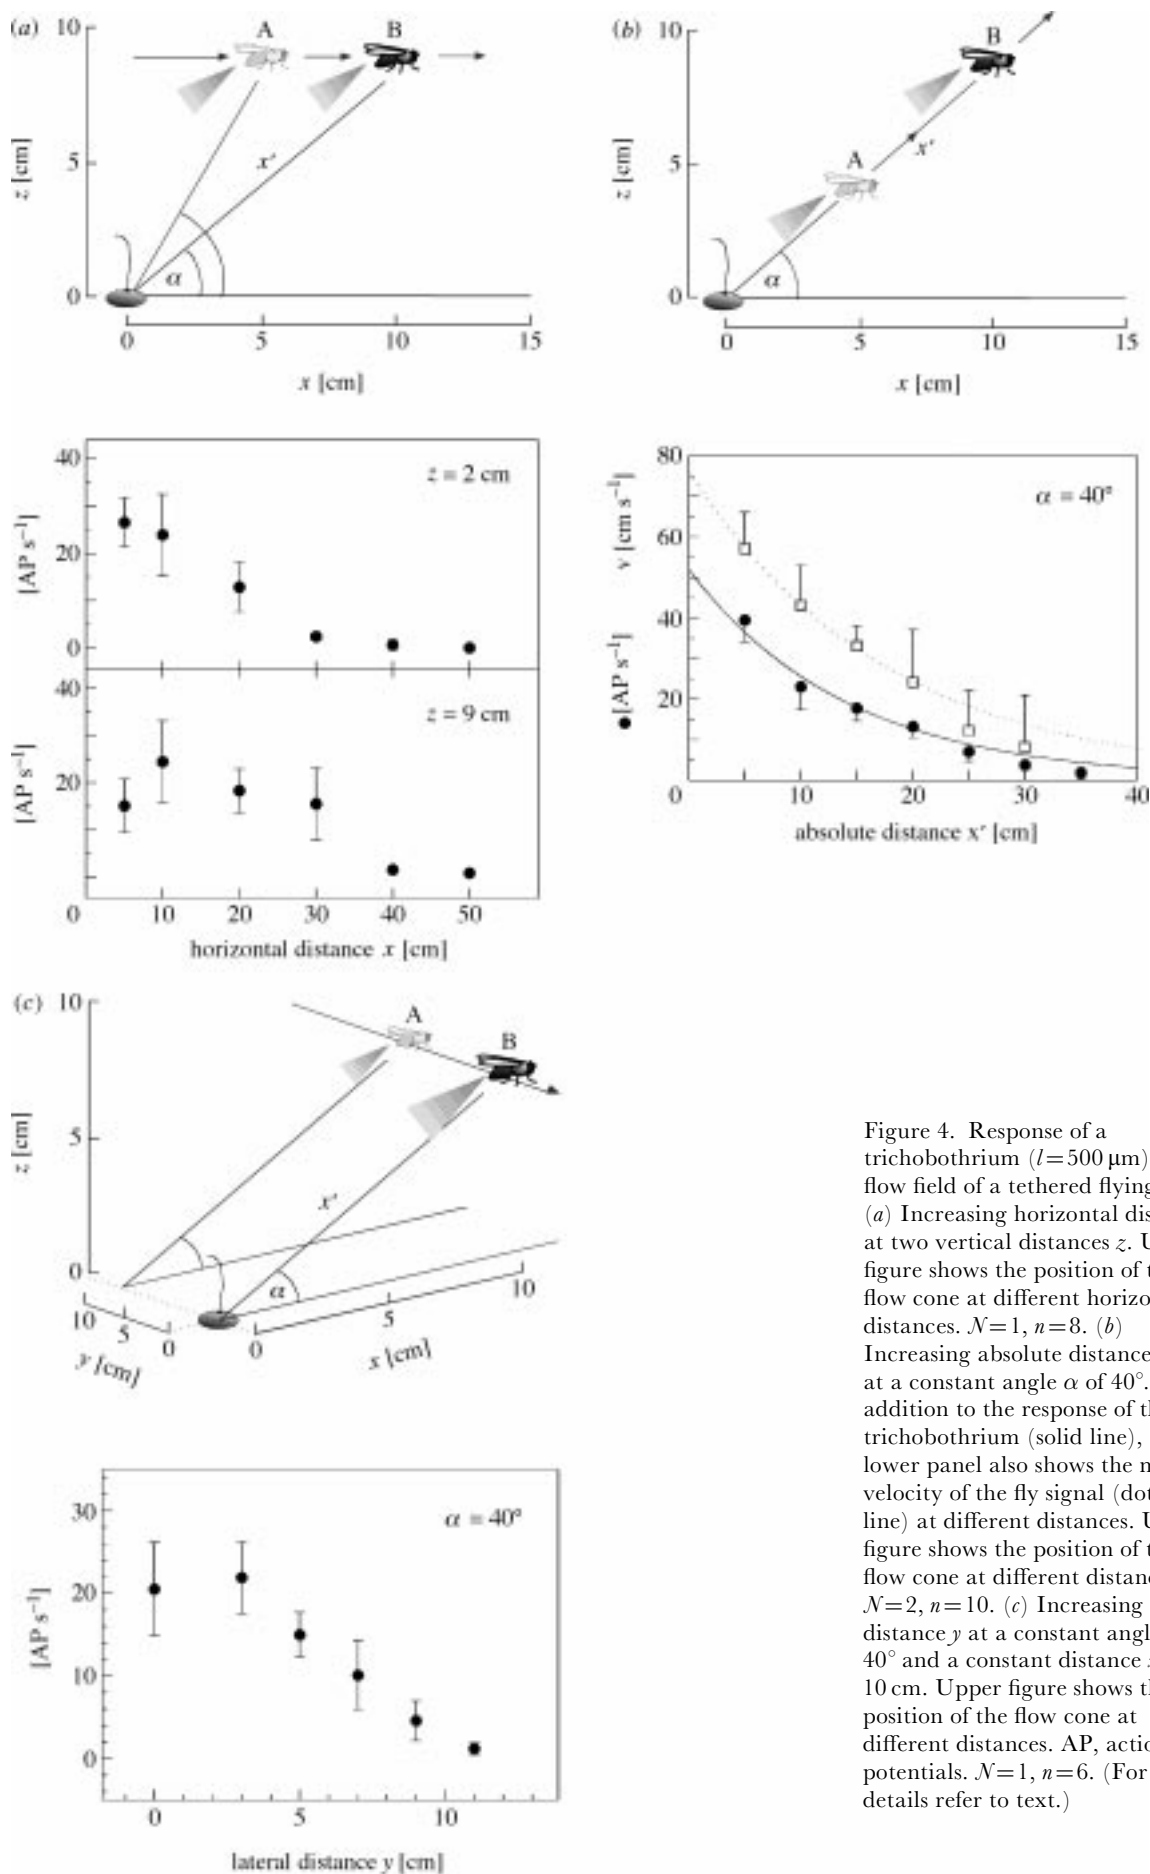 (a)
10
A
B
z [cm]
5
x'
α
0
0
5
10
15
x [cm]
(b)
10
B
z [cm]
5
A
x'
α
0
0
5
10
15
x [cm]
40
z = 2 cm
[AP s⁻¹]
20
0
40
z = 9 cm
[AP s⁻¹]
20
0
10
20
30
40
50
horizontal distance x [cm]
80
v [cm s⁻¹]
α = 40°
60
40
[AP s⁻¹]
20
0
10
20
30
40
absolute distance x' [cm]
(c)
10
A
B
z [cm]
5
x'
0
α
10
5
0
y [cm]
0
5
10
x [cm]
30
α = 40°
[AP s⁻¹]
20
10
0
0
5
10
lateral distance y [cm]
Figure 4. Response of a
trichobothrium (l=500 μm)
flow field of a tethered flying
(a) Increasing horizontal dis
at two vertical distances z. U
figure shows the position of t
flow cone at different horizo
distances. N=1, n=8. (b)
Increasing absolute distance
at a constant angle α of 40°.
addition to the response of th
trichobothrium (solid line),
lower panel also shows the m
velocity of the fly signal (dot
line) at different distances. U
figure shows the position of t
flow cone at different distanc
N=2, n=10. (c) Increasing
distance y at a constant angl
40° and a constant distance
10 cm. Upper figure shows th
position of the flow cone at
different distances. AP, actio
potentials. N=1, n=6. (For
details refer to text.)